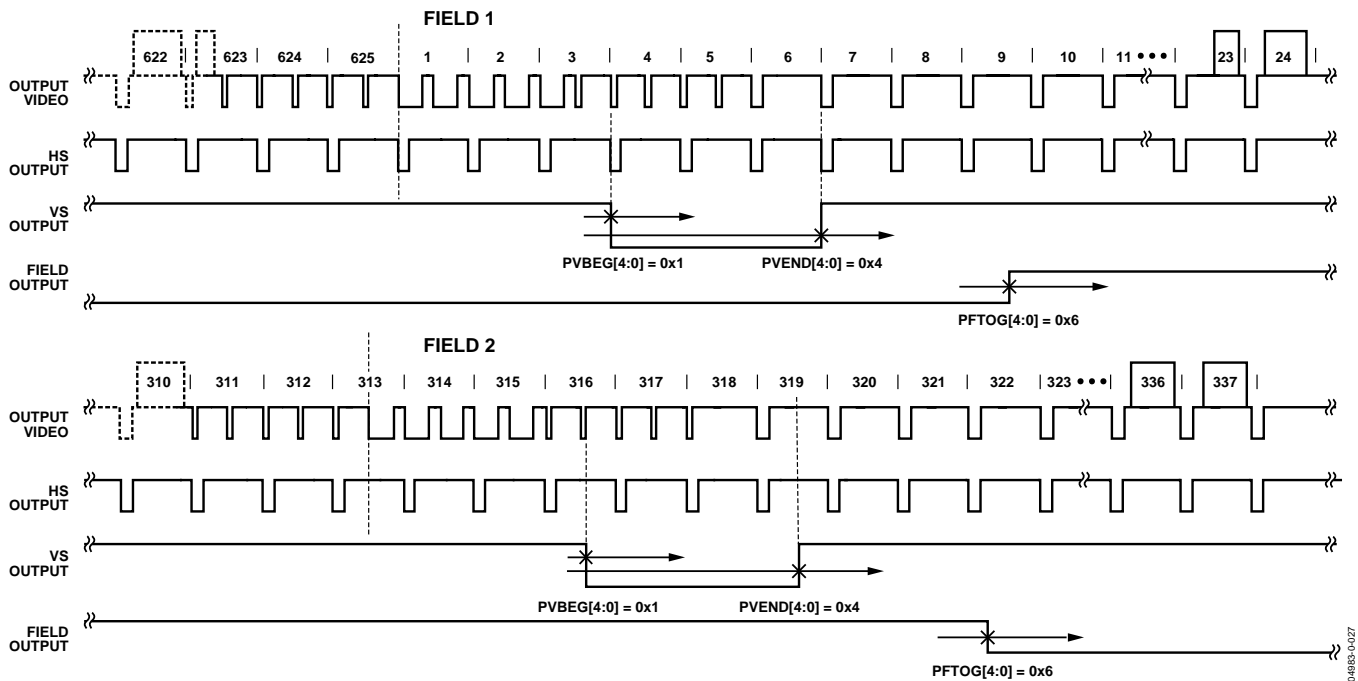 FIELD 1
622 623 624 625 1 2 3 4 5 6 7 8 9 10 11 ••• 23 24
OUTPUT
VIDEO
HS
OUTPUT
VS
OUTPUT
PVBEG[4:0] = 0x1 PVEND[4:0] = 0x4
FIELD
OUTPUT
PFTOG[4:0] = 0x6
FIELD 2
310 311 312 313 314 315 316 317 318 319 320 321 322 323 ••• 336 337
OUTPUT
VIDEO
HS
OUTPUT
VS
OUTPUT
PVBEG[4:0] = 0x1 PVEND[4:0] = 0x4
FIELD
OUTPUT
PFTOG[4:0] = 0x6
04983-0-027